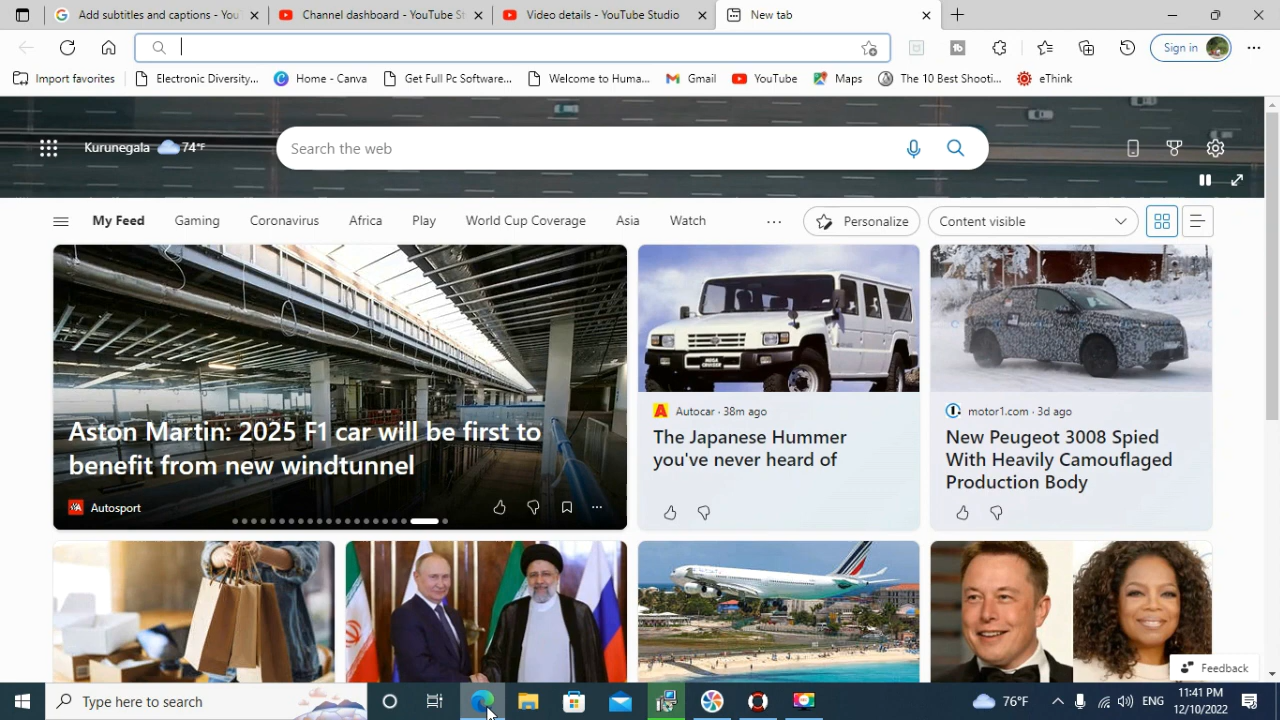 Add subtitles and captions - You
Channel dashboard - YouTube St
Video details - YouTube Studio
New tab
Sign in
Import favorites
Electronic Diversity...
Home - Canva
Get Full Pc Software...
Welcome to Huma...
Gmail
YouTube
Maps
The 10 Best Shooti...
eThink
Kurunegala
74°F
Search the web
My Feed
Gaming
Coronavirus
Africa
Play
World Cup Coverage
Asia
Watch
Personalize
Content visible
Aston Martin: 2025 F1 car will be first to
benefit from new windtunnel
Autosport
MEGA
CRUISER
Autocar · 38m ago
The Japanese Hummer
you've never heard of
motor1.com · 3d ago
New Peugeot 3008 Spied
With Heavily Camouflaged
Production Body
Feedback
Type here to search
76°F
ENG
11:41 PM
12/10/2022